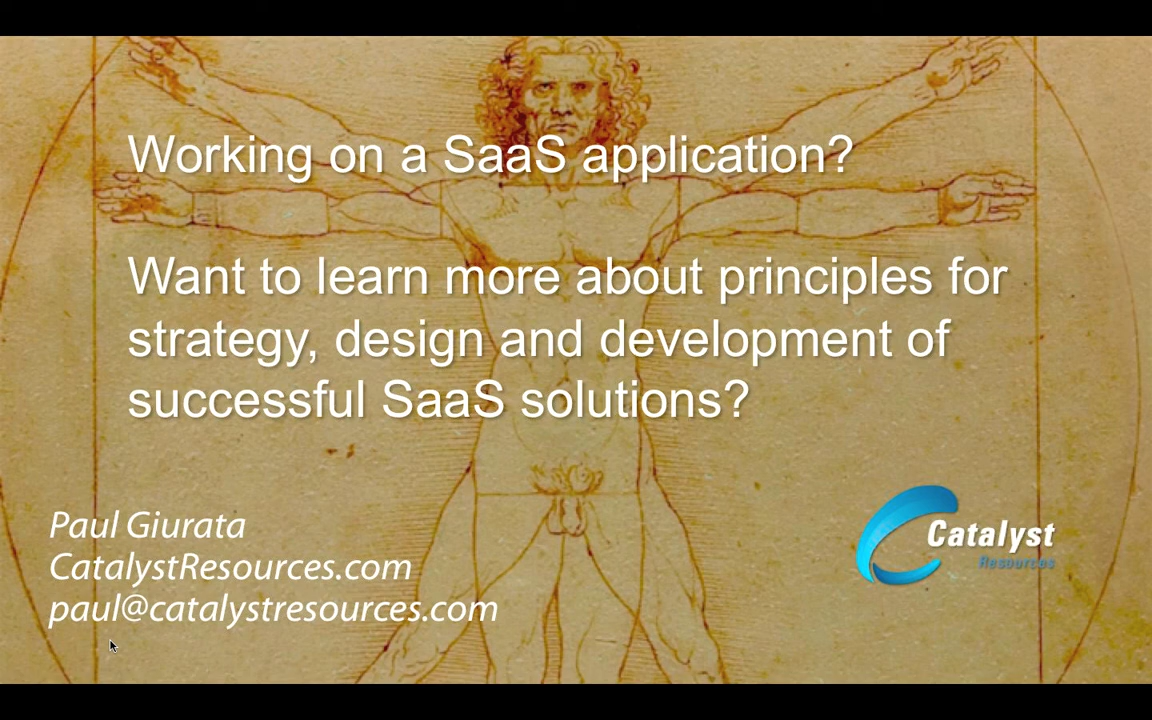 Working on a SaaS application?
Want to learn more about principles for
strategy, design and development of
successful SaaS solutions?
Paul Giurata
CatalystResources.com
paul@catalystresources.com
Catalyst
Resources